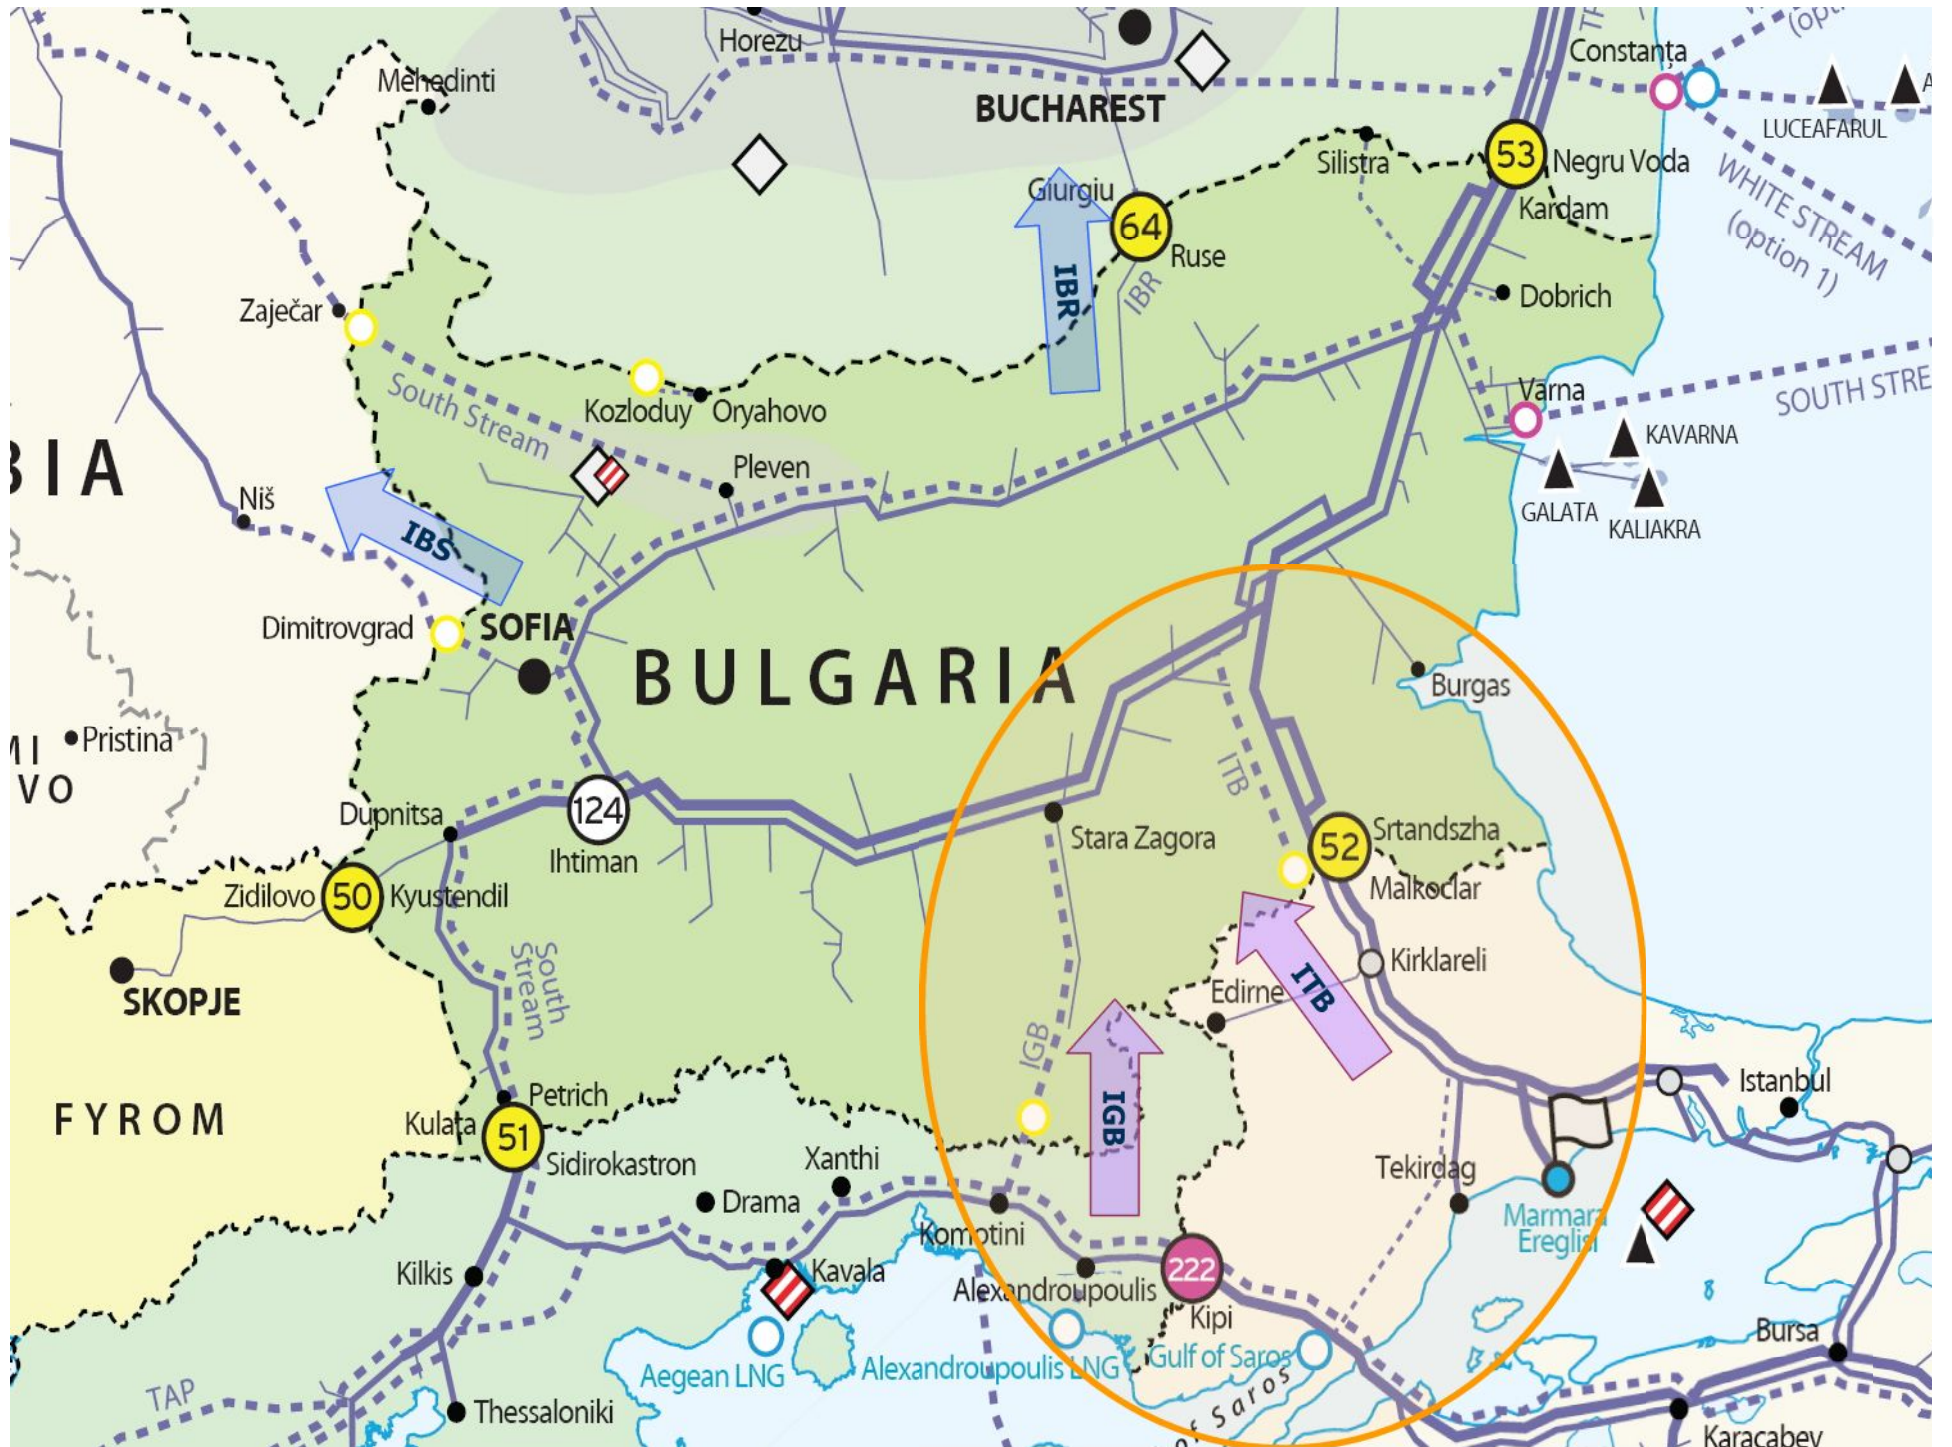 Horezu
Mehedinti
BUCHAREST
Constanța
LUCEAFARUL
WHITE STREAM
(option 1)
Silistra
53
Negru Voda
Kardam
Giurgiu
64
Ruse
IBR
IBR
Dobrich
Zaječar
South Stream
Kozloduy
Oryahovo
Varna
SOUTH STRE
KAVARNA
GALATA
KALIAKRA
BIA
Pleven
Niš
IBS
Dimitrovgrad
SOFIA
BULGARIA
Burgas
Pristina
MI
VO
ITB
Dupnitsa
124
Ihtiman
Stara Zagora
52
Srtandszha
Malkoclar
Zidilovo
50
Kyustendil
SKOPJE
South
Stream
Kirklareli
Edirne
ITB
IGB
IGB
FYROM
Petrich
Kulata
51
Sidirokastron
Istanbul
Xanthi
Drama
Tekirdag
Marmara
Ereglisi
Komotini
Kilkis
Kavala
Alexandroupoulis
222
Kipi
Aegean LNG
Alexandroupoulis LNG
Gulf of Saros
of Saros
Bursa
TAP
Thessaloniki
Karacabey